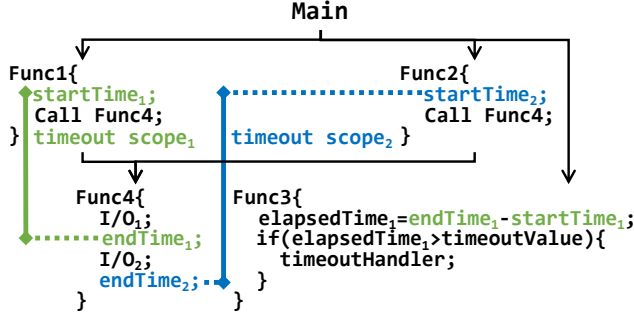 Main
Func1{
startTime₁;
Call Func4;
} timeout scope₁
Func2{
startTime₂;
Call Func4;
timeout scope₂ }
Func4{
I/O₁;
endTime₁;
I/O₂;
endTime₂;
}
Func3{
elapsedTime₁=endTime₁-startTime₁;
if(elapsedTime₁>timeoutValue){
timeoutHandler;
}
}